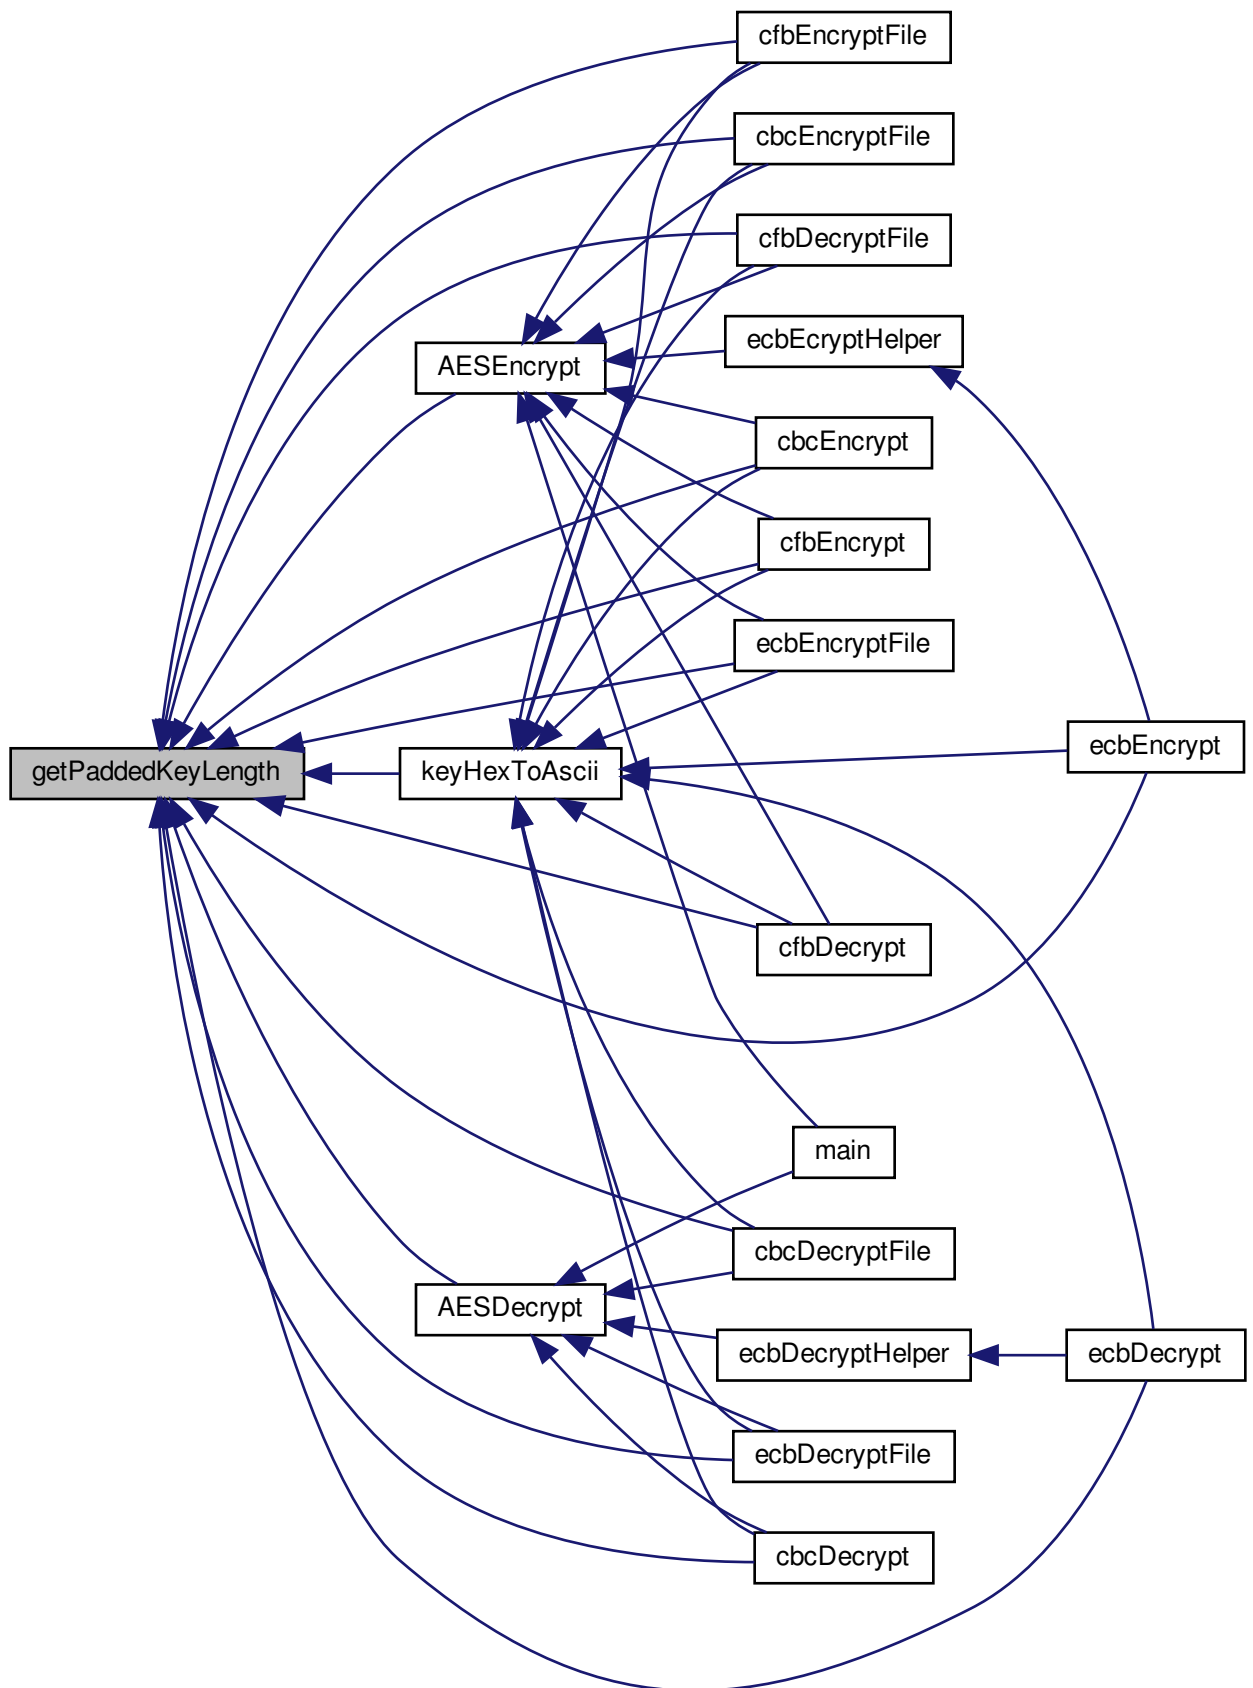 cfbEncryptFile
cbcEncryptFile
cfbDecryptFile
ecbEcryptHelper
AESEncrypt
cbcEncrypt
cfbEncrypt
ecbEncryptFile
ecbEncrypt
getPaddedKeyLength
keyHexToAscii
cfbDecrypt
main
cbcDecryptFile
AESDecrypt
ecbDecryptHelper
ecbDecrypt
ecbDecryptFile
cbcDecrypt